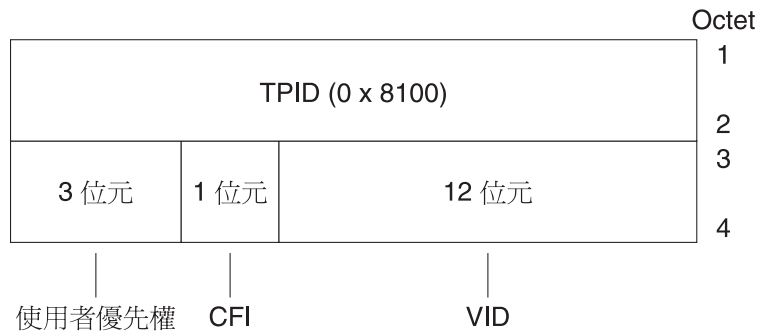 Octet
1
TPID (0 x 8100)
2
3
3 位元
1 位元
12 位元
4
使用者優先權
CFI
VID